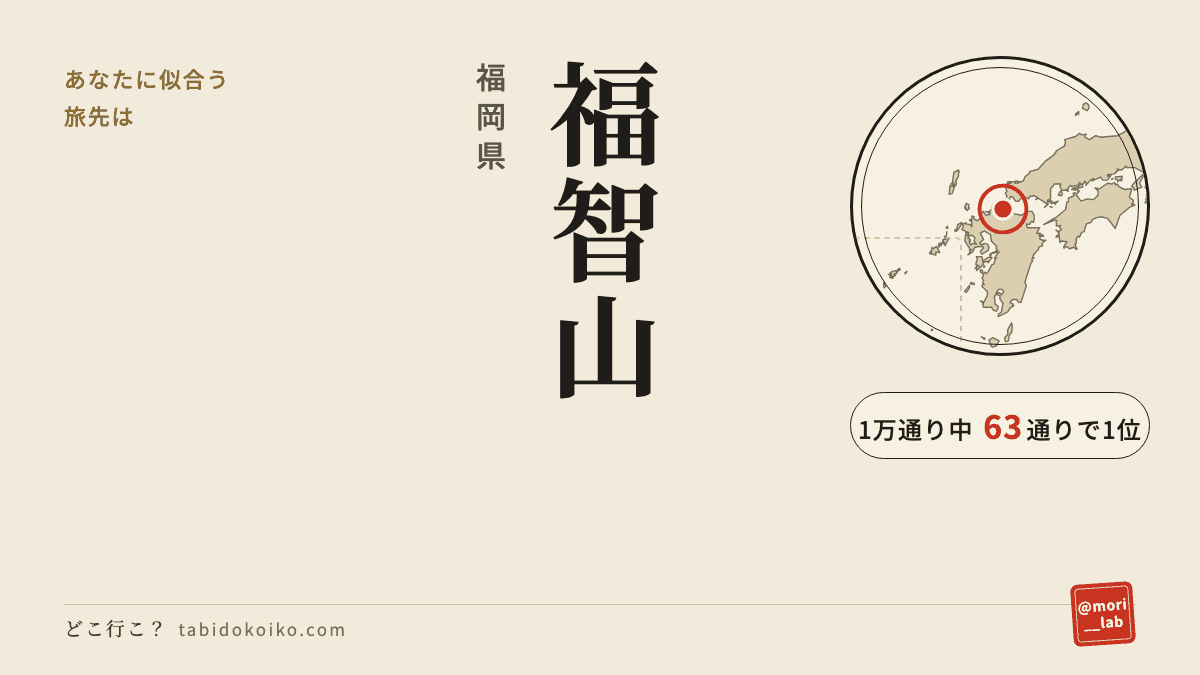 あなたに似合う
旅先は
福智山
福岡県
1万通り中 63通りで1位
どこ行こ？ tabidokoiko.com
@mori
__lab